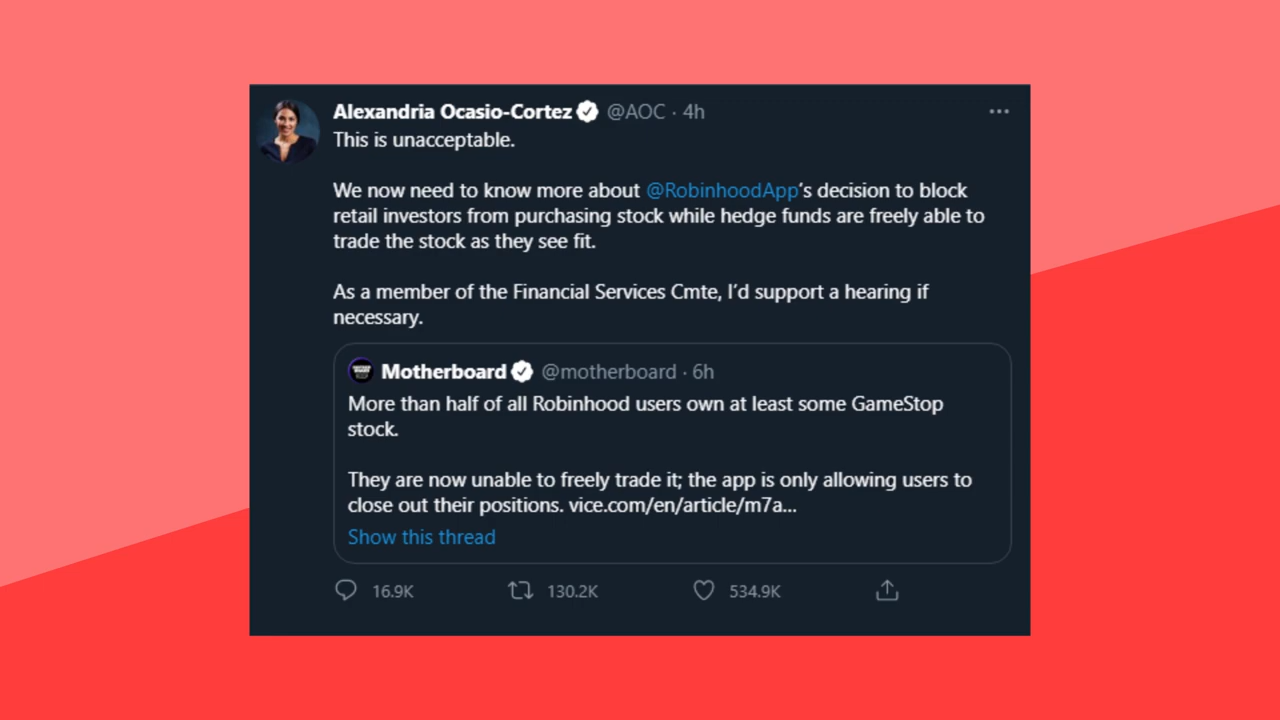 Alexandria Ocasio-Cortez @AOC · 4h
This is unacceptable.
We now need to know more about @RobinhoodApp's decision to block
retail investors from purchasing stock while hedge funds are freely able to
trade the stock as they see fit.
As a member of the Financial Services Cmte, I'd support a hearing if
necessary.
Motherboard @motherboard · 6h
More than half of all Robinhood users own at least some GameStop
stock.
They are now unable to freely trade it; the app is only allowing users to
close out their positions. vice.com/en/article/m7a...
Show this thread
16.9K 130.2K 534.9K